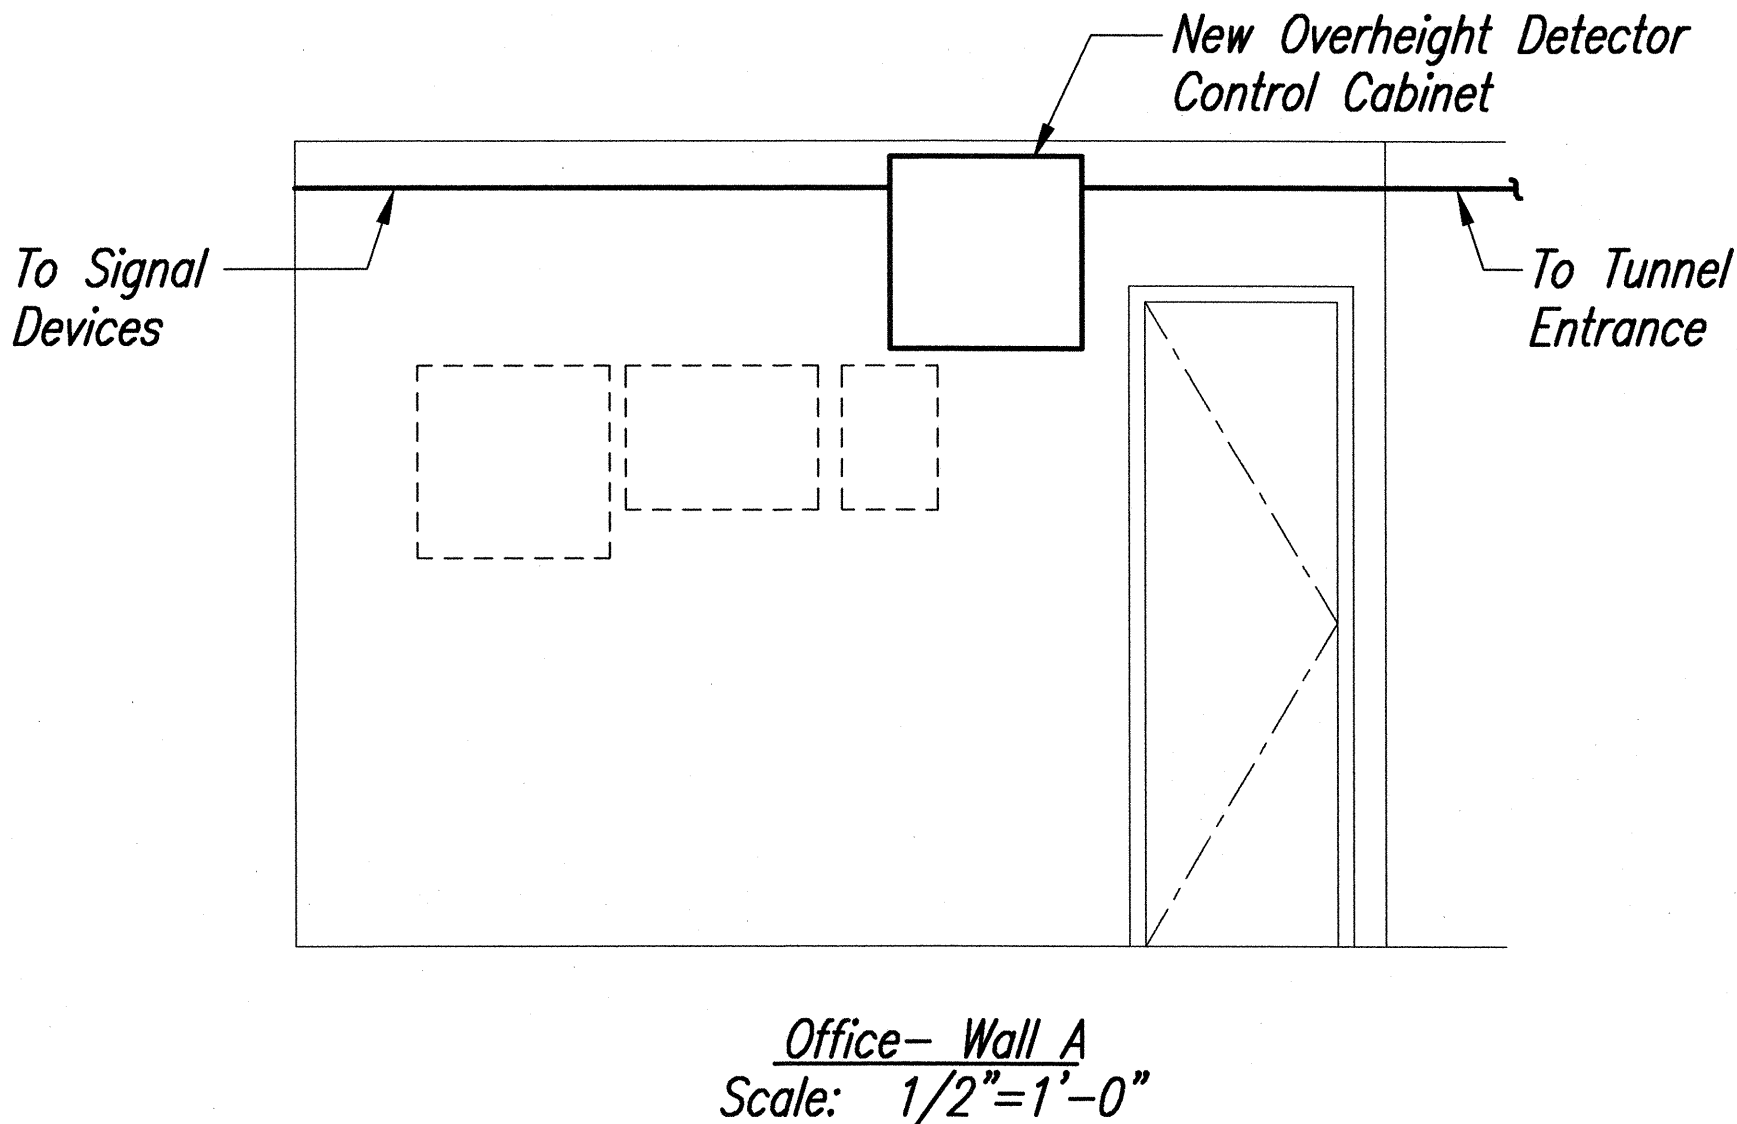 New Overheight Detector
Control Cabinet
To Signal
Devices
To Tunnel
Entrance
Office- Wall A
Scale: 1/2"=1'-0"